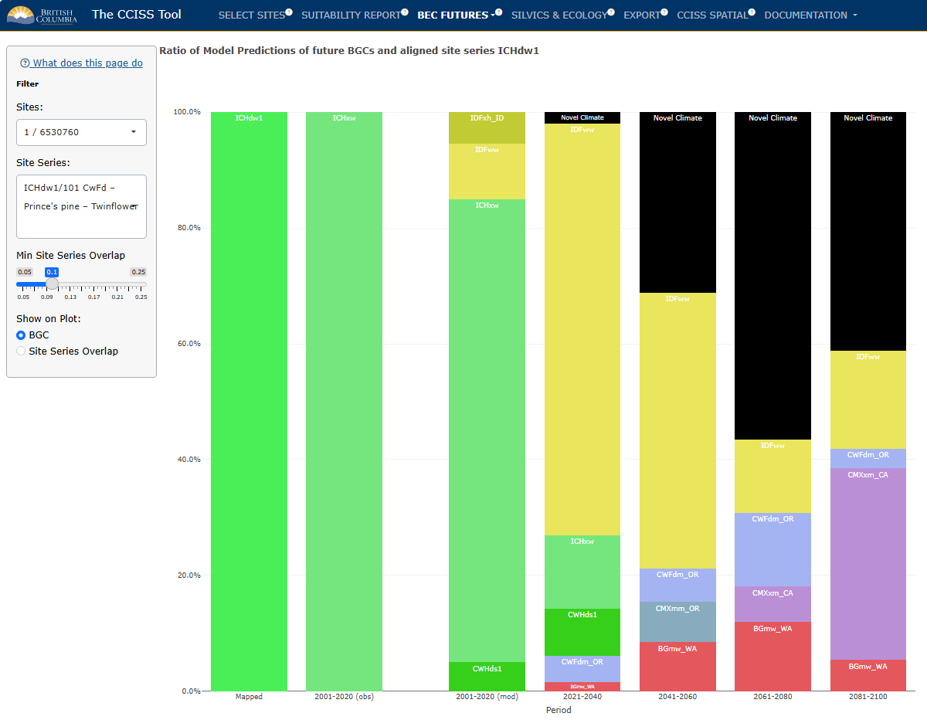 BRITISH
COLUMBIA
The CCISS Tool
SELECT SITES
SUITABILITY REPORT
BEC FUTURES
SILVICS & ECOLOGY
EXPORT
CCISS SPATIAL
DOCUMENTATION
What does this page do
Filter
Sites:
1 / 6530760
Site Series:
ICHdw1/101 CwFd –
Prince's pine – Twinflower
Min Site Series Overlap
0.05 0.1 0.25
0.05 0.09 0.13 0.17 0.21 0.25
Show on Plot:
BGC
Site Series Overlap
Ratio of Model Predictions of future BGCs and aligned site series ICHdw1
100.0%
80.0%
60.0%
40.0%
20.0%
0.0%
ICHdw1
ICHxw
IDFxh_ID
IDFww
ICHxw
CWHds1
Novel Climate
IDFww
ICHxw
CWHds1
CWFdm_OR
BGmw_WA
Novel Climate
IDFww
CWFdm_OR
CMXmm_OR
BGmw_WA
Novel Climate
IDFww
CWFdm_OR
CMXxm_CA
BGmw_WA
Novel Climate
IDFww
CWFdm_OR
CMXxm_CA
BGmw_WA
Mapped
2001-2020 (obs)
2001-2020 (mod)
2021-2040
2041-2060
2061-2080
2081-2100
Period